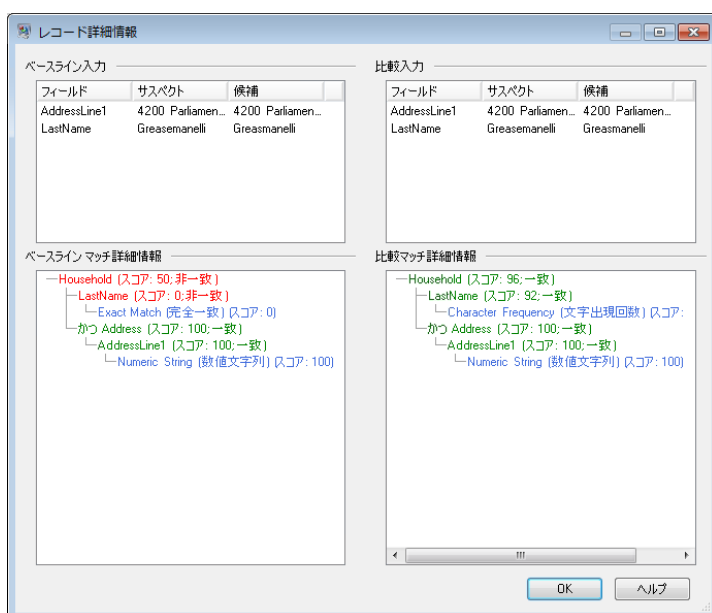 レコード詳細情報
ベースライン入力
フィールド サスペクト 候補
AddressLine1 4200 Parliamen... 4200 Parliamen...
LastName Greasemanelli Greasmanelli
比較入力
フィールド サスペクト 候補
AddressLine1 4200 Parliamen... 4200 Parliamen...
LastName Greasemanelli Greasmanelli
ベースライン マッチ詳細情報
Household (スコア: 50; 非一致)
LastName (スコア: 0; 非一致)
Exact Match (完全一致) (スコア: 0)
かつ Address (スコア: 100; 一致)
AddressLine1 (スコア: 100; 一致)
Numeric String (数値文字列) (スコア: 100)
比較マッチ詳細情報
Household (スコア: 96; 一致)
LastName (スコア: 92; 一致)
Character Frequency (文字出現回数) (スコア:
かつ Address (スコア: 100; 一致)
AddressLine1 (スコア: 100; 一致)
Numeric String (数値文字列) (スコア: 100)
OK ヘルプ